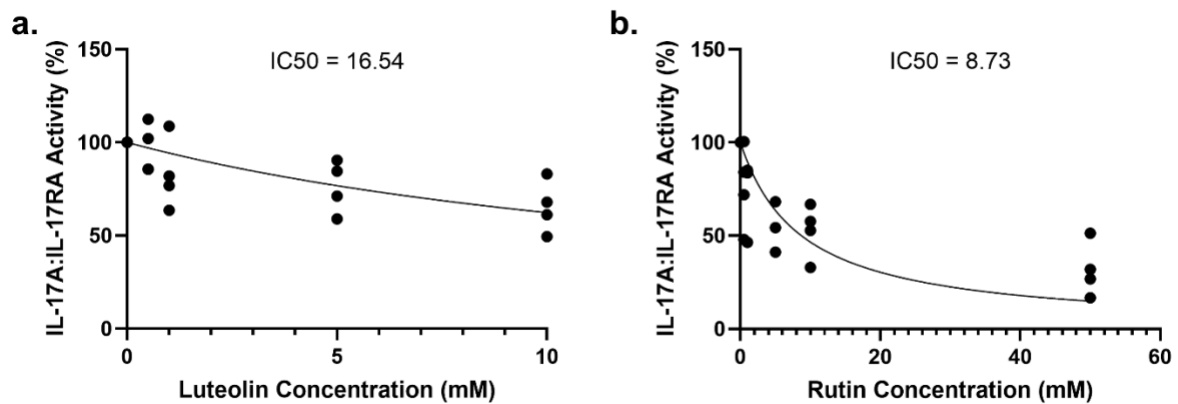 a.
IC50 = 16.54
IL-17A:IL-17RA Activity (%)
150
100
50
0
0 5 10
Luteolin Concentration (mM)
b.
IC50 = 8.73
IL-17A:IL-17RA Activity (%)
150
100
50
0
0 20 40 60
Rutin Concentration (mM)